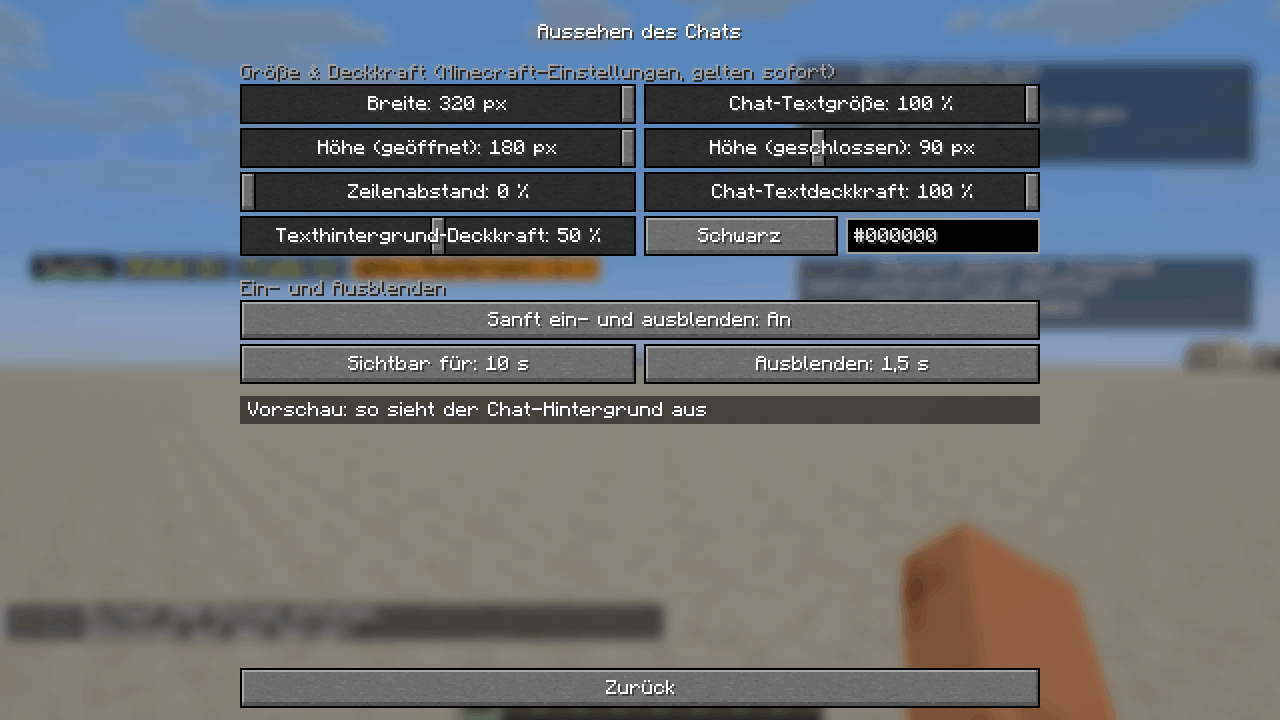 Aussehen des Chats
Größe & Deckkraft (Minecraft-Einstellungen, gelten sofort)
Breite: 320 px
Chat-Textgröße: 100 %
Höhe (geöffnet): 180 px
Höhe (geschlossen): 90 px
Zeilenabstand: 0 %
Chat-Textdeckkraft: 100 %
Texthintergrund-Deckkraft: 50 %
Schwarz
#000000
Ein- und Ausblenden
Sanft ein- und ausblenden: An
Sichtbar für: 10 s
Ausblenden: 1,5 s
Vorschau: so sieht der Chat-Hintergrund aus
Zurück